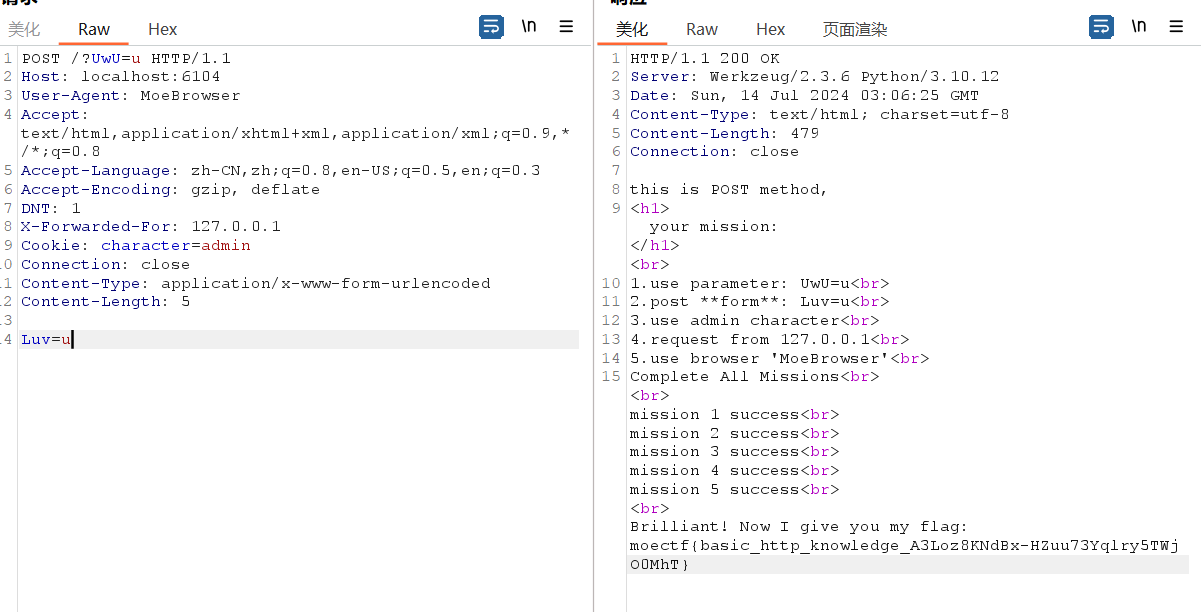 美化 Raw Hex \n
1 POST /?UwU=u HTTP/1.1
2 Host: localhost:6104
3 User-Agent: MoeBrowser
4 Accept:
text/html,application/xhtml+xml,application/xml;q=0.9,*
/*;q=0.8
5 Accept-Language: zh-CN,zh;q=0.8,en-US;q=0.5,en;q=0.3
6 Accept-Encoding: gzip, deflate
7 DNT: 1
8 X-Forwarded-For: 127.0.0.1
9 Cookie: character=admin
0 Connection: close
1 Content-Type: application/x-www-form-urlencoded
2 Content-Length: 5
3
4 Luv=u
美化 Raw Hex 页面渲染 \n
1 HTTP/1.1 200 OK
2 Server: Werkzeug/2.3.6 Python/3.10.12
3 Date: Sun, 14 Jul 2024 03:06:25 GMT
4 Content-Type: text/html; charset=utf-8
5 Content-Length: 479
6 Connection: close
7
8 this is POST method,
9 <h1>
your mission:
</h1>
<br>
10 1.use parameter: UwU=u<br>
11 2.post **form**: Luv=u<br>
12 3.use admin character<br>
13 4.request from 127.0.0.1<br>
14 5.use browser 'MoeBrowser'<br>
15 Complete All Missions<br>
<br>
mission 1 success<br>
mission 2 success<br>
mission 3 success<br>
mission 4 success<br>
mission 5 success<br>
<br>
Brilliant! Now I give you my flag:
moectf{basic_http_knowledge_A3Loz8KNdBx-HZuu73Yqlry5TWj
O0MhT}